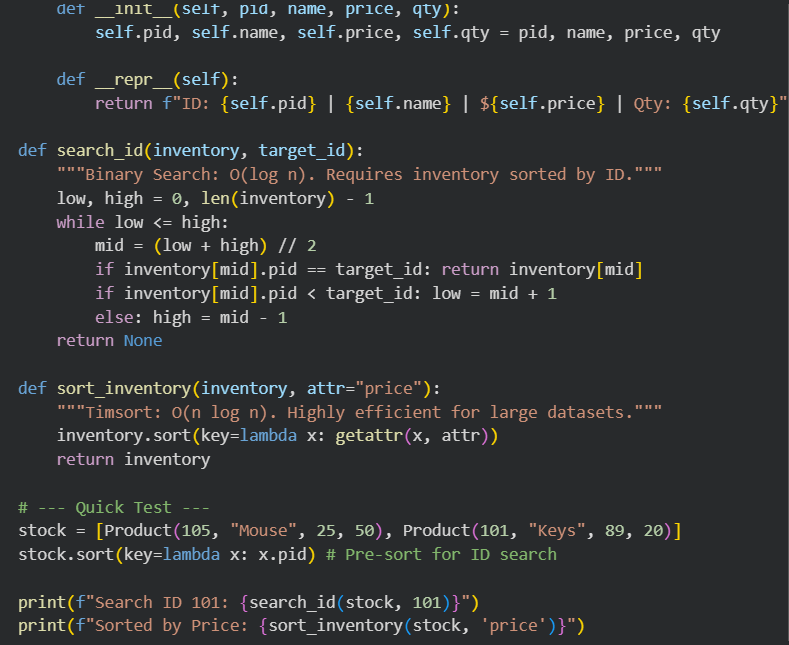 def __init__(self, pid, name, price, qty):
        self.pid, self.name, self.price, self.qty = pid, name, price, qty

    def __repr__(self):
        return f"ID: {self.pid} | {self.name} | ${self.price} | Qty: {self.qty}"

def search_id(inventory, target_id):
    """Binary Search: O(log n). Requires inventory sorted by ID."""
    low, high = 0, len(inventory) - 1
    while low <= high:
        mid = (low + high) // 2
        if inventory[mid].pid == target_id: return inventory[mid]
        if inventory[mid].pid < target_id: low = mid + 1
        else: high = mid - 1
    return None

def sort_inventory(inventory, attr="price"):
    """Timsort: O(n log n). Highly efficient for large datasets."""
    inventory.sort(key=lambda x: getattr(x, attr))
    return inventory

# --- Quick Test ---
stock = [Product(105, "Mouse", 25, 50), Product(101, "Keys", 89, 20)]
stock.sort(key=lambda x: x.pid) # Pre-sort for ID search

print(f"Search ID 101: {search_id(stock, 101)}")
print(f"Sorted by Price: {sort_inventory(stock, 'price')}")